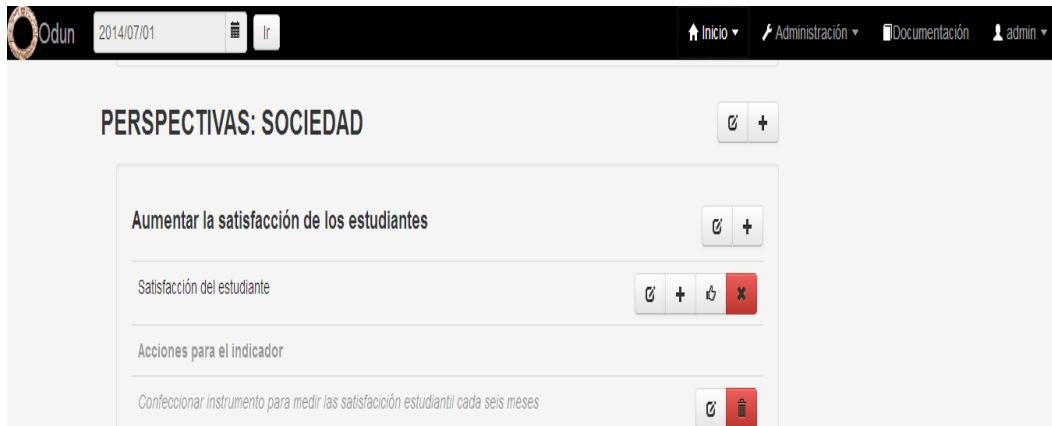 Odun 2014/07/01 Ir Inicio Administración Documentación admin
PERSPECTIVAS: SOCIEDAD
Aumentar la satisfacción de los estudiantes
Satisfacción del estudiante
Acciones para el indicador
Confeccionar instrumento para medir las satisfacición estudiantil cada seis meses